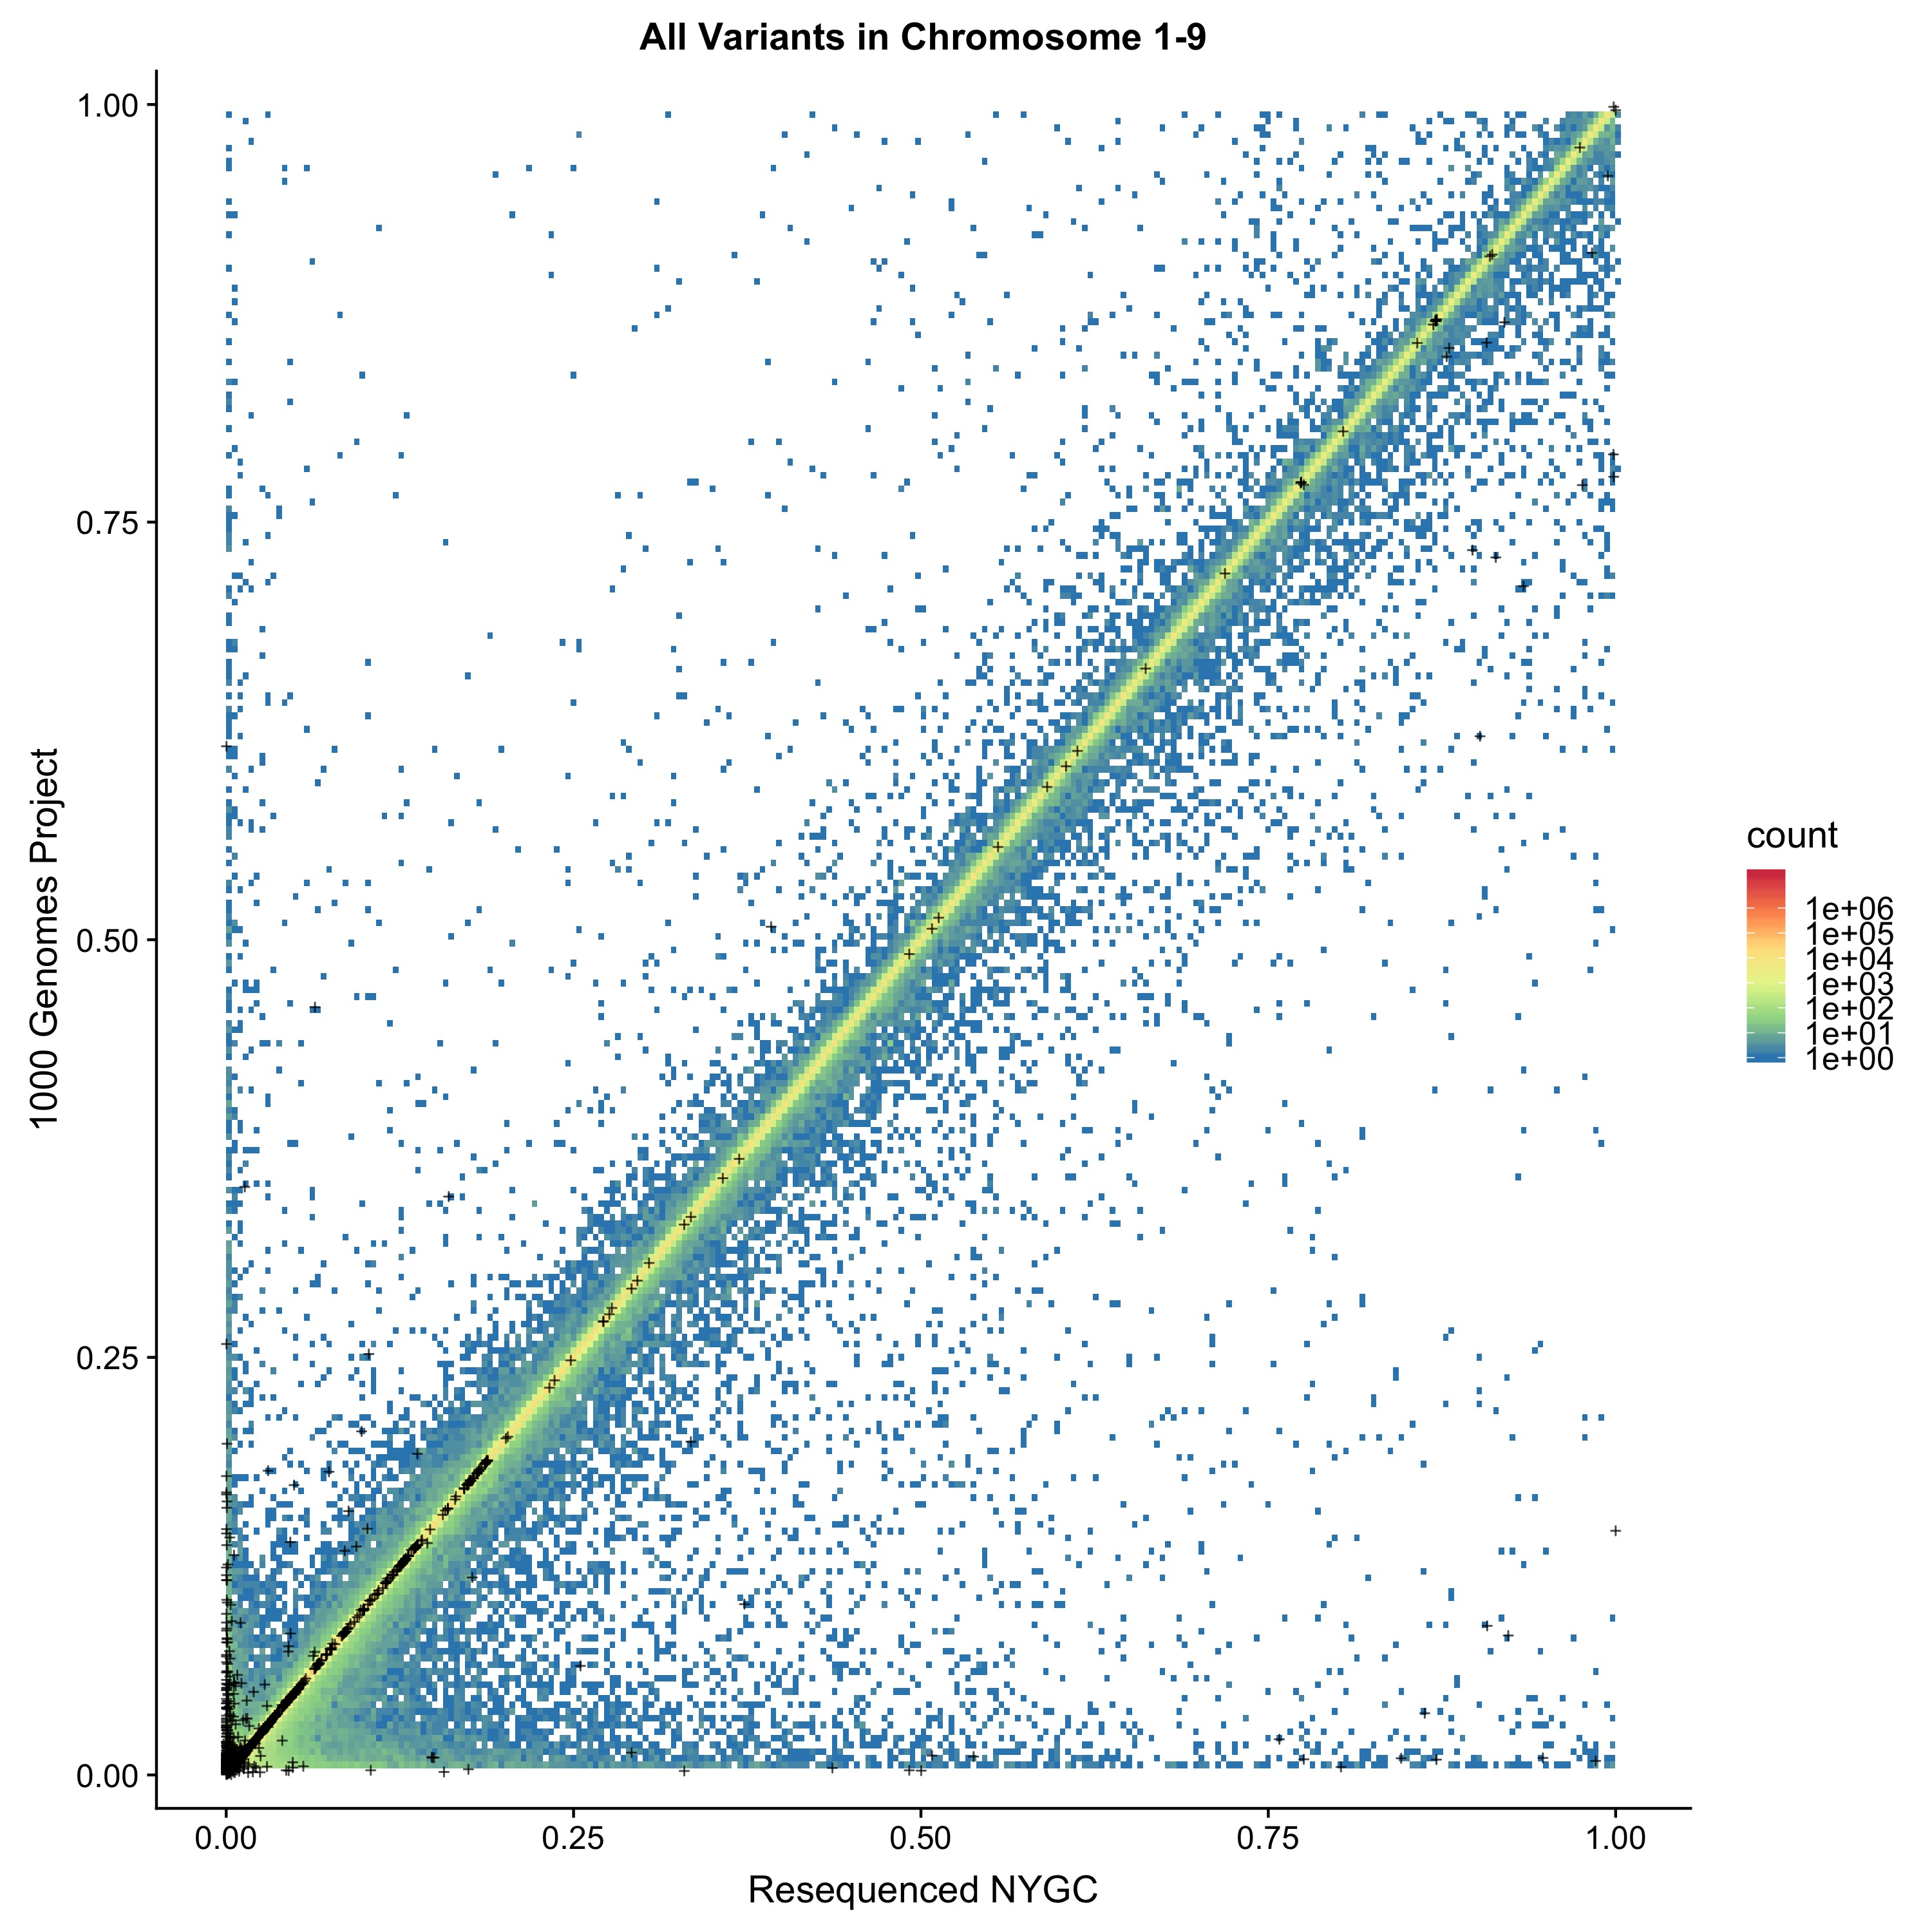 All Variants in Chromosome 1-9
1.00
0.75
0.50
0.25
0.00
1000 Genomes Project
0.00 0.25 0.50 0.75 1.00
Resequenced NYGC
count
1e+06
1e+05
1e+04
1e+03
1e+02
1e+01
1e+00